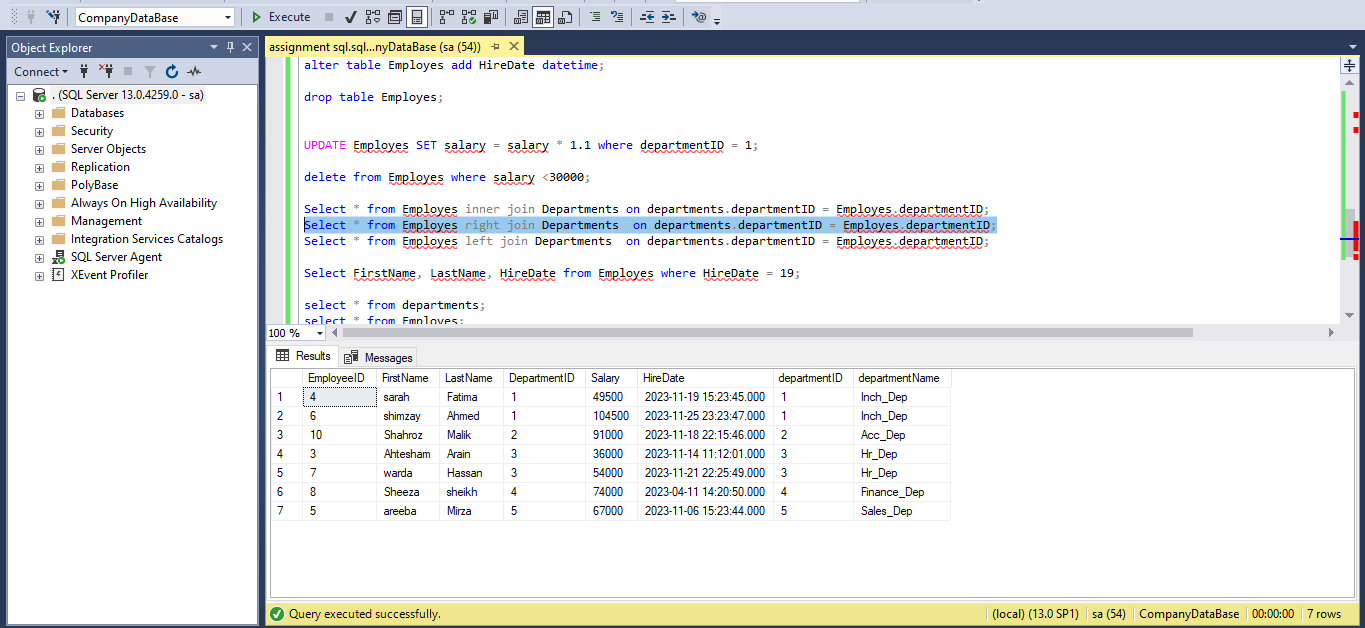 CompanyDataBase Execute
Object Explorer
Connect
. (SQL Server 13.0.4259.0 - sa)
Databases
Security
Server Objects
Replication
PolyBase
Always On High Availability
Management
Integration Services Catalogs
SQL Server Agent
XEvent Profiler
assignment sql.sql...nyDataBase (sa (54))
alter table Employes add HireDate datetime;
drop table Employes;
UPDATE Employes SET salary = salary * 1.1 where departmentID = 1;
delete from Employes where salary <30000;
Select * from Employes inner join Departments on departments.departmentID = Employes.departmentID;
Select * from Employes right join Departments  on departments.departmentID = Employes.departmentID;
Select * from Employes left join Departments  on departments.departmentID = Employes.departmentID;
Select FirstName, LastName, HireDate from Employes where HireDate = 19;
select * from departments;
select * from Employes;
100 %
Results Messages
EmployeeID FirstName LastName DepartmentID Salary HireDate departmentID departmentName
1 4 sarah Fatima 1 49500 2023-11-19 15:23:45.000 1 Inch_Dep
2 6 shimzay Ahmed 1 104500 2023-11-25 23:23:47.000 1 Inch_Dep
3 10 Shahroz Malik 2 91000 2023-11-18 22:15:46.000 2 Acc_Dep
4 3 Ahtesham Arain 3 36000 2023-11-14 11:12:01.000 3 Hr_Dep
5 7 warda Hassan 3 54000 2023-11-21 22:25:49.000 3 Hr_Dep
6 8 Sheeza sheikh 4 74000 2023-04-11 14:20:50.000 4 Finance_Dep
7 5 areeba Mirza 5 67000 2023-11-06 15:23:44.000 5 Sales_Dep
Query executed successfully. (local) (13.0 SP1) sa (54) CompanyDataBase 00:00:00 7 rows